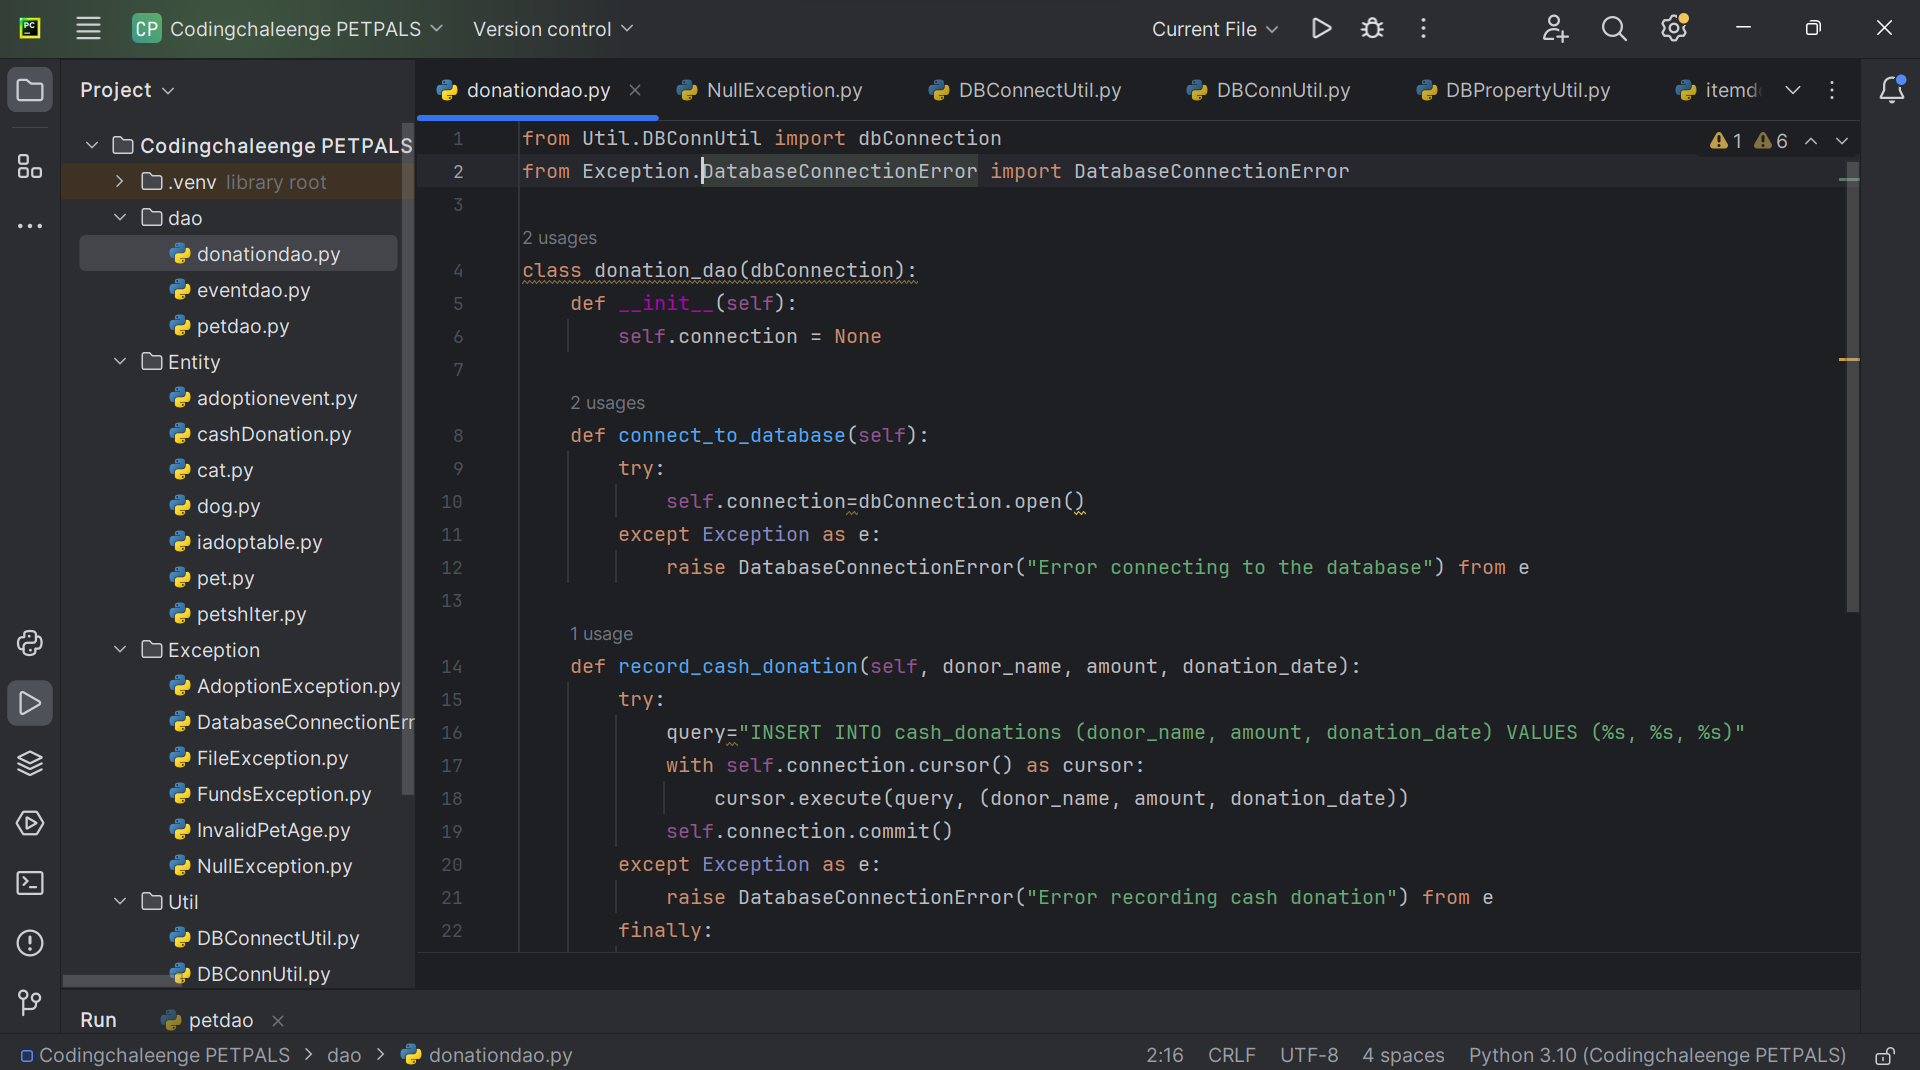 PC
CP Codingchaleenge PETPALS
Version control
Current File
Project
donationdao.py
NullException.py
DBConnectUtil.py
DBConnUtil.py
DBPropertyUtil.py
itemd
Codingchaleenge PETPALS
.venv library root
dao
donationdao.py
eventdao.py
petdao.py
Entity
adoptionevent.py
cashDonation.py
cat.py
dog.py
iadoptable.py
pet.py
petshlter.py
Exception
AdoptionException.py
DatabaseConnectionErr
FileException.py
FundsException.py
InvalidPetAge.py
NullException.py
Util
DBConnectUtil.py
DBConnUtil.py
1 from Util.DBConnUtil import dbConnection
1 6
2 from Exception.DatabaseConnectionError import DatabaseConnectionError
3
2 usages
4 class donation_dao(dbConnection):
5 def __init__(self):
6 self.connection = None
7
2 usages
8 def connect_to_database(self):
9 try:
10 self.connection=dbConnection.open()
11 except Exception as e:
12 raise DatabaseConnectionError("Error connecting to the database") from e
13
1 usage
14 def record_cash_donation(self, donor_name, amount, donation_date):
15 try:
16 query="INSERT INTO cash_donations (donor_name, amount, donation_date) VALUES (%s, %s, %s)"
17 with self.connection.cursor() as cursor:
18 cursor.execute(query, (donor_name, amount, donation_date))
19 self.connection.commit()
20 except Exception as e:
21 raise DatabaseConnectionError("Error recording cash donation") from e
22 finally:
Run
petdao
Codingchaleenge PETPALS > dao > donationdao.py
2:16 CRLF UTF-8 4 spaces Python 3.10 (Codingchaleenge PETPALS)